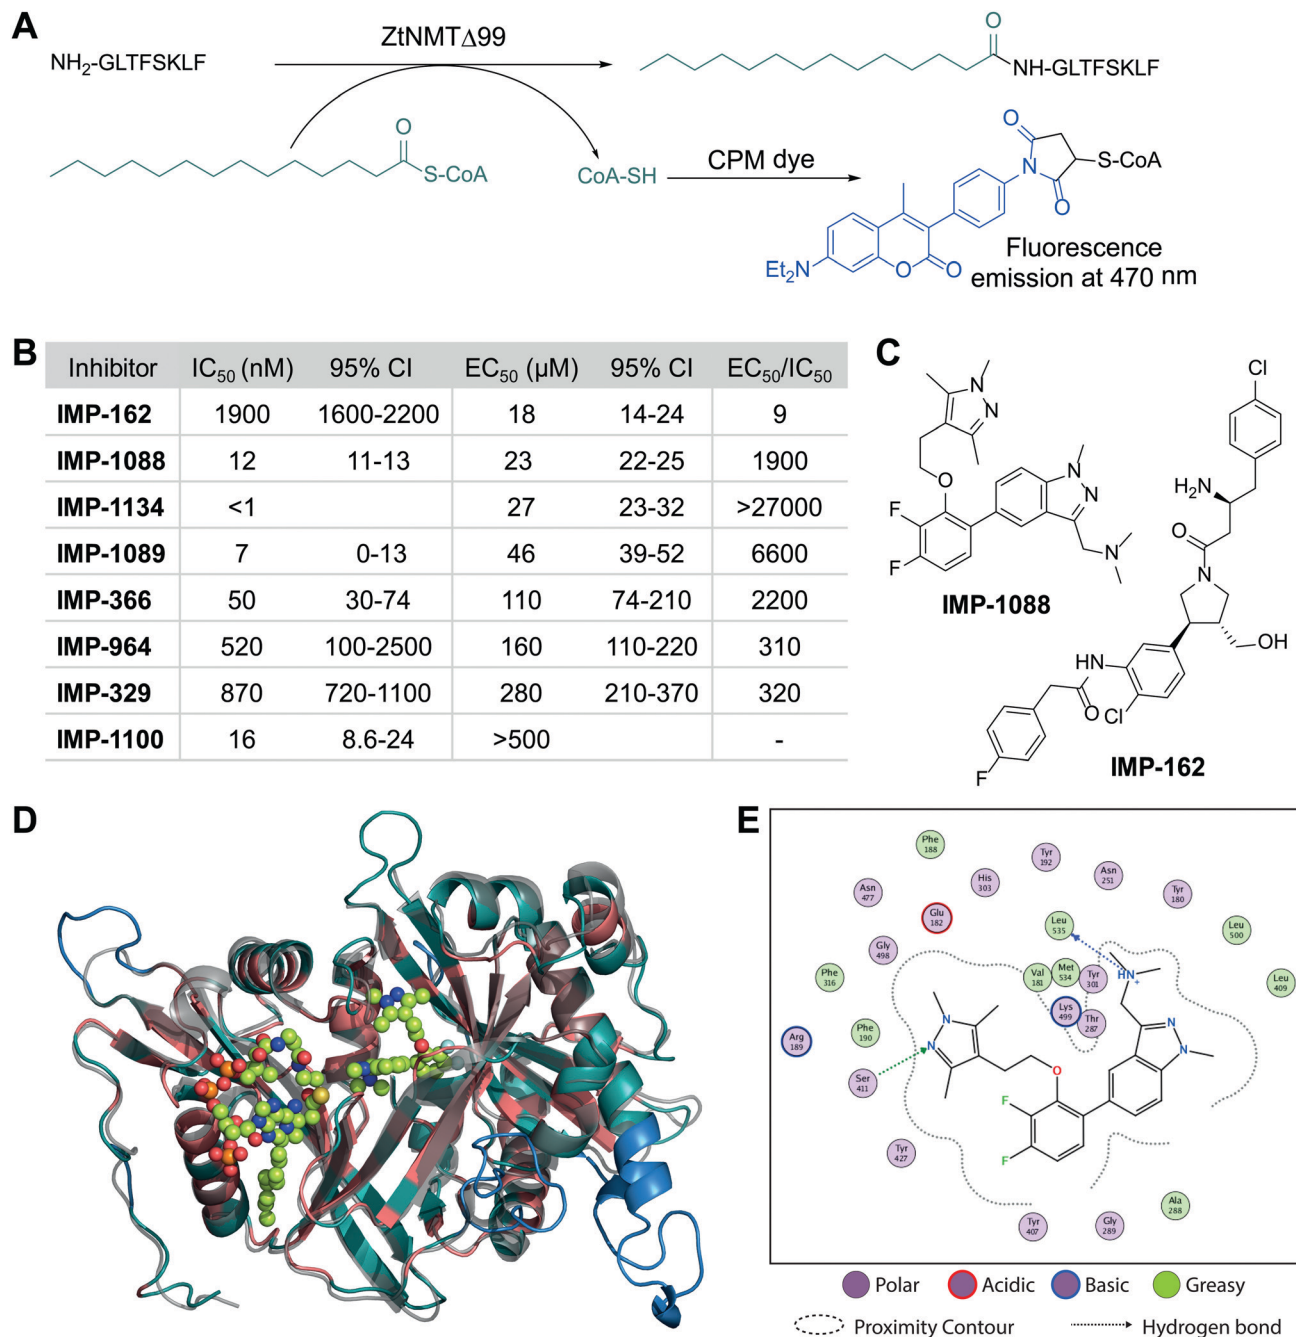 A
NH₂-GLTFSKLF
ZtNMTΔ99
O
NH-GLTFSKLF
O
S-CoA
CoA-SH
CPM dye
O
N
O
S-CoA
Et₂N
O
O
Fluorescence
emission at 470 nm
B
Inhibitor IC₅₀ (nM) 95% CI EC₅₀ (µM) 95% CI EC₅₀/IC₅₀
IMP-162 1900 1600-2200 18 14-24 9
IMP-1088 12 11-13 23 22-25 1900
IMP-1134 <1 27 23-32 >27000
IMP-1089 7 0-13 46 39-52 6600
IMP-366 50 30-74 110 74-210 2200
IMP-964 520 100-2500 160 110-220 310
IMP-329 870 720-1100 280 210-370 320
IMP-1100 16 8.6-24 >500 -
C
N
N
O
F
F
N
N
N
IMP-1088
Cl
H₂N
O
N
OH
HN
O
Cl
F
IMP-162
D
E
Phe
188
Tyr
192
His
303
Asn
251
Asn
477
Tyr
180
Glu
182
Leu
535
Leu
500
Gly
498
Phe
316
Val
181
Met
534
Tyr
301
HN
+
Leu
409
Lys
499
Thr
287
Arg
189
Phe
190
N
N
N
N
Ser
411
O
F
F
Tyr
427
Ala
288
Tyr
407
Gly
289
Polar
Acidic
Basic
Greasy
Proximity Contour
Hydrogen bond